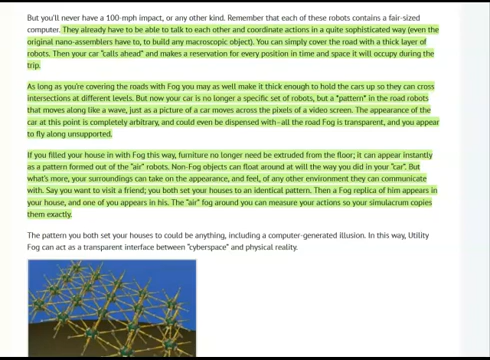 But you'll never have a 100-mph impact, or any other kind. Remember that each of these robots contains a fair-sized
computer. They already have to be able to talk to each other and coordinate actions in a quite sophisticated way (even the
original nano-assemblers have to, to build any macroscopic object). You can simply cover the road with a thick layer of
robots. Then your car "calls ahead" and makes a reservation for every position in time and space it will occupy during the
trip.
As long as you're covering the roads with Fog you may as well make it thick enough to hold the cars up so they can cross
intersections at different levels. But now your car is no longer a specific set of robots, but a *pattern* in the road robots
that moves along like a wave, just as a picture of a car moves across the pixels of a video screen. The appearance of the
car at this point is completely arbitrary, and could even be dispensed with--all the road Fog is transparent, and you appear
to fly along unsupported.
If you filled your house in with Fog this way, furniture no longer need be extruded from the floor; it can appear instantly
as a pattern formed out of the "air" robots. Non-Fog objects can float around at will the way you did in your "car". But
what's more, your surroundings can take on the appearance, and feel, of any other environment they can communicate
with. Say you want to visit a friend; you both set your houses to an identical pattern. Then a Fog replica of him appears in
your house, and one of you appears in his. The "air" fog around you can measure your actions so your simulacrum copies
them exactly.
The pattern you both set your houses to could be anything, including a computer-generated illusion. In this way, Utility
Fog can act as a transparent interface between "cyberspace" and physical reality.